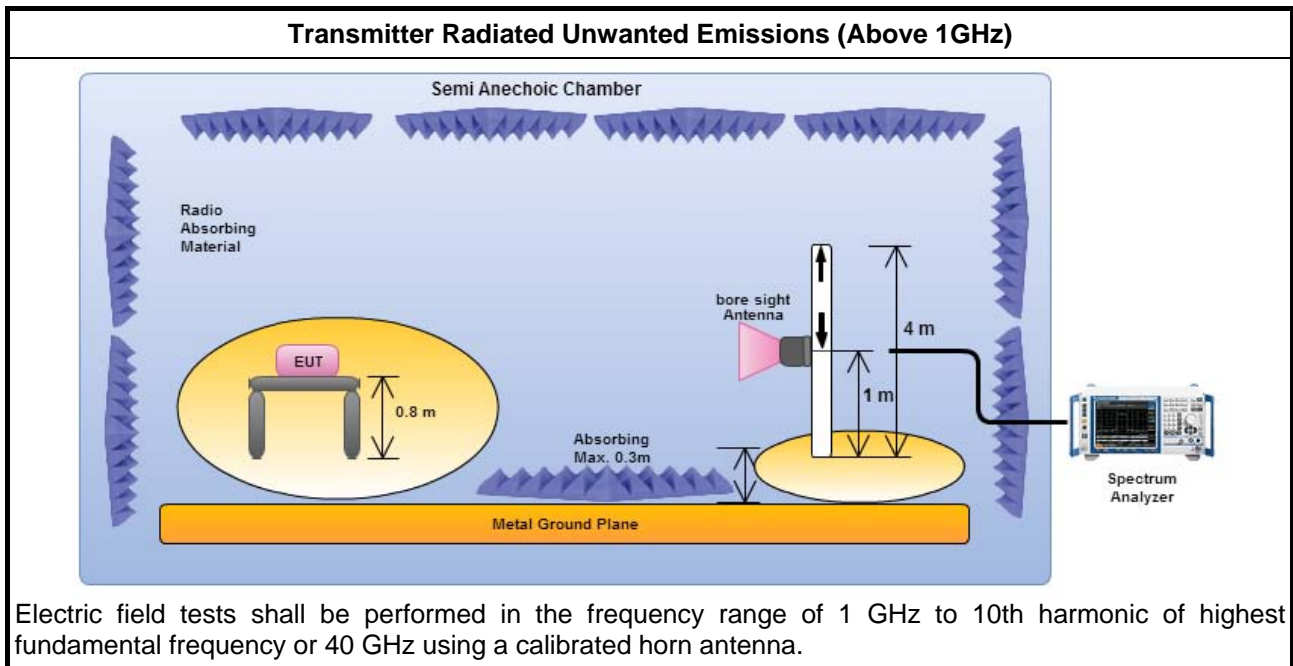 Transmitter Radiated Unwanted Emissions (Above 1GHz)
Semi Anechoic Chamber
Radio
Absorbing
Material
bore sight
Antenna
4 m
EUT
1 m
0.8 m
Absorbing
Max. 0.3m
Spectrum
Analyzer
Metal Ground Plane
Electric field tests shall be performed in the frequency range of 1 GHz to 10th harmonic of highest
fundamental frequency or 40 GHz using a calibrated horn antenna.